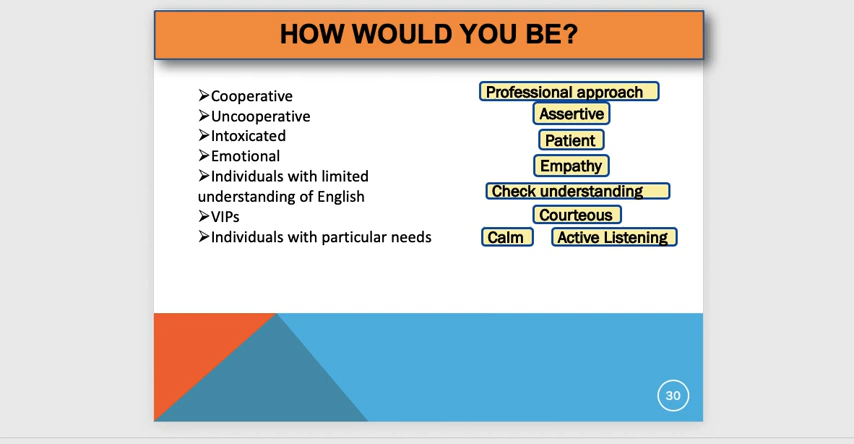 HOW WOULD YOU BE?
➢Cooperative
➢Uncooperative
➢Intoxicated
➢Emotional
➢Individuals with limited
understanding of English
➢VIPs
➢Individuals with particular needs
Professional approach
Assertive
Patient
Empathy
Check understanding
Courteous
Calm
Active Listening
30